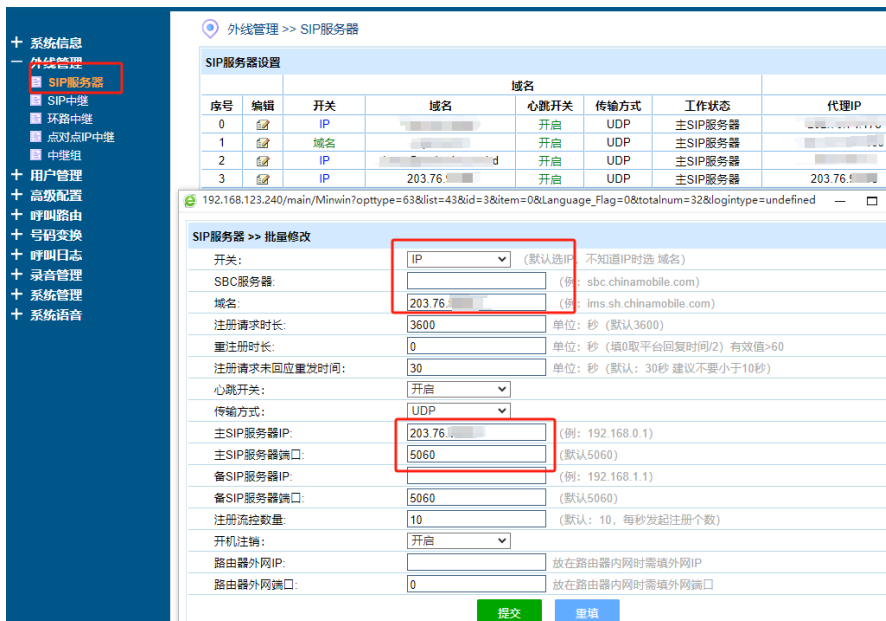 外线管理 >> SIP服务器
+ 系统信息
- 外线管理
SIP服务器
SIP中继
环路中继
点对点IP中继
中继组
+ 用户管理
+ 高级配置
+ 呼叫路由
+ 号码变换
+ 呼叫日志
+ 录音管理
+ 系统管理
+ 系统语音
SIP服务器设置
域名
序号 编辑 开关 域名 心跳开关 传输方式 工作状态 代理IP
0 IP 开启 UDP 主SIP服务器
1 域名 开启 UDP 主SIP服务器
2 IP 开启 UDP 主SIP服务器
3 IP 203.76. 开启 UDP 主SIP服务器 203.76.
192.168.123.240/main/Minwin?opttype=63&list=43&id=3&item=0&Language_Flag=0&totalnum=32&logintype=undefined
SIP服务器 >> 批量修改
开关: IP (默认选IP，不知道IP时选 域名)
SBC服务器: (例: sbc.chinamobile.com)
域名: 203.76. (例: ims.sh.chinamobile.com)
注册请求时长: 3600 单位: 秒 (默认3600)
重注册时长: 0 单位: 秒 (填0取平台回复时间/2) 有效值>60
注册请求未回应重发时间: 30 单位: 秒 (默认: 30秒 建议不要小于10秒)
心跳开关: 开启
传输方式: UDP
主SIP服务器IP: 203.76. (例: 192.168.0.1)
主SIP服务器端口: 5060 (默认5060)
备SIP服务器IP: (例: 192.168.1.1)
备SIP服务器端口: 5060 (默认5060)
注册流控数量: 10 (默认: 10, 每秒发起注册个数)
开机注销: 开启
路由器外网IP: 放在路由器内网时需填外网IP
路由器外网端口: 0 放在路由器内网时需填外网端口
提交 重填